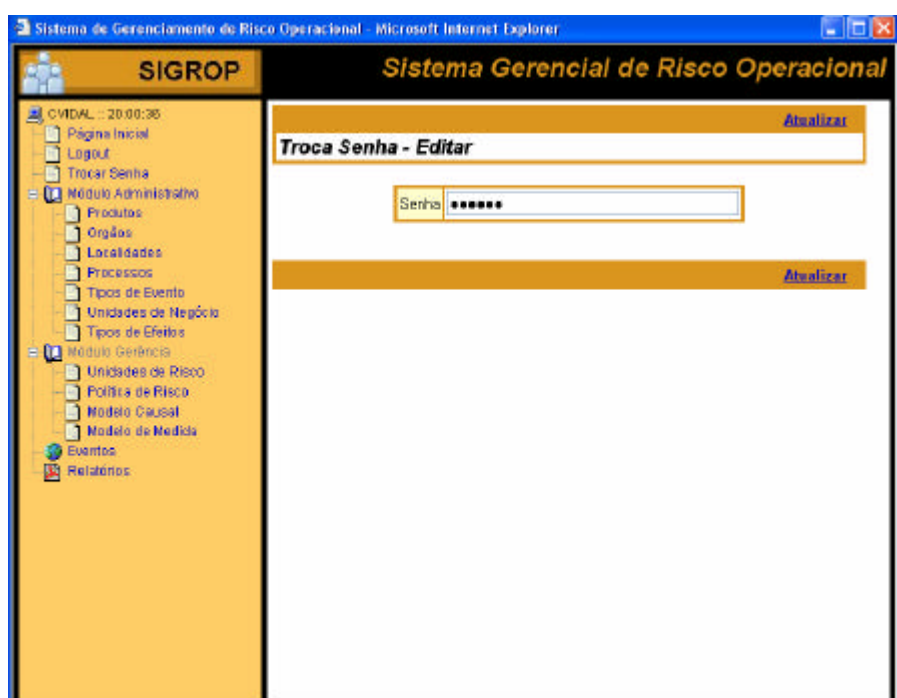 Sistema de Gerenciamento de Risco Operacional - Microsoft Internet Explorer
SIGROP
Sistema Gerencial de Risco Operacional
CVIDAL :: 20:00:36
Página Inicial
Logout
Trocar Senha
Módulo Administrativo
Produtos
Orgãos
Localidades
Processos
Tipos de Evento
Unidades de Negócio
Tipos de Efeitos
Módulo Gerência
Unidades de Risco
Política de Risco
Modelo Causal
Modelo de Medida
Eventos
Relatórios
Atualizar
Troca Senha - Editar
Senha ●●●●●●
Atualizar